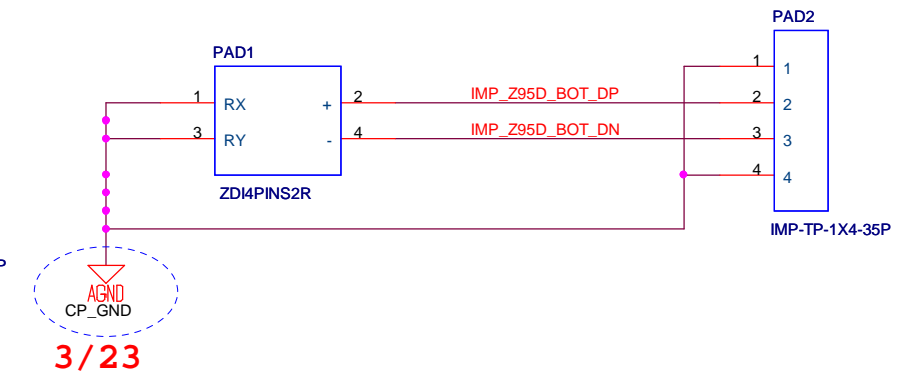 PAD2
PAD1
1
RX
+
2
IMP_Z95D_BOT_DP
3
RY
-
4
IMP_Z95D_BOT_DN
1
1
2
2
3
3
4
4
ZDI4PINS2R
IMP-TP-1X4-35P
AGND
CP_GND
3/23